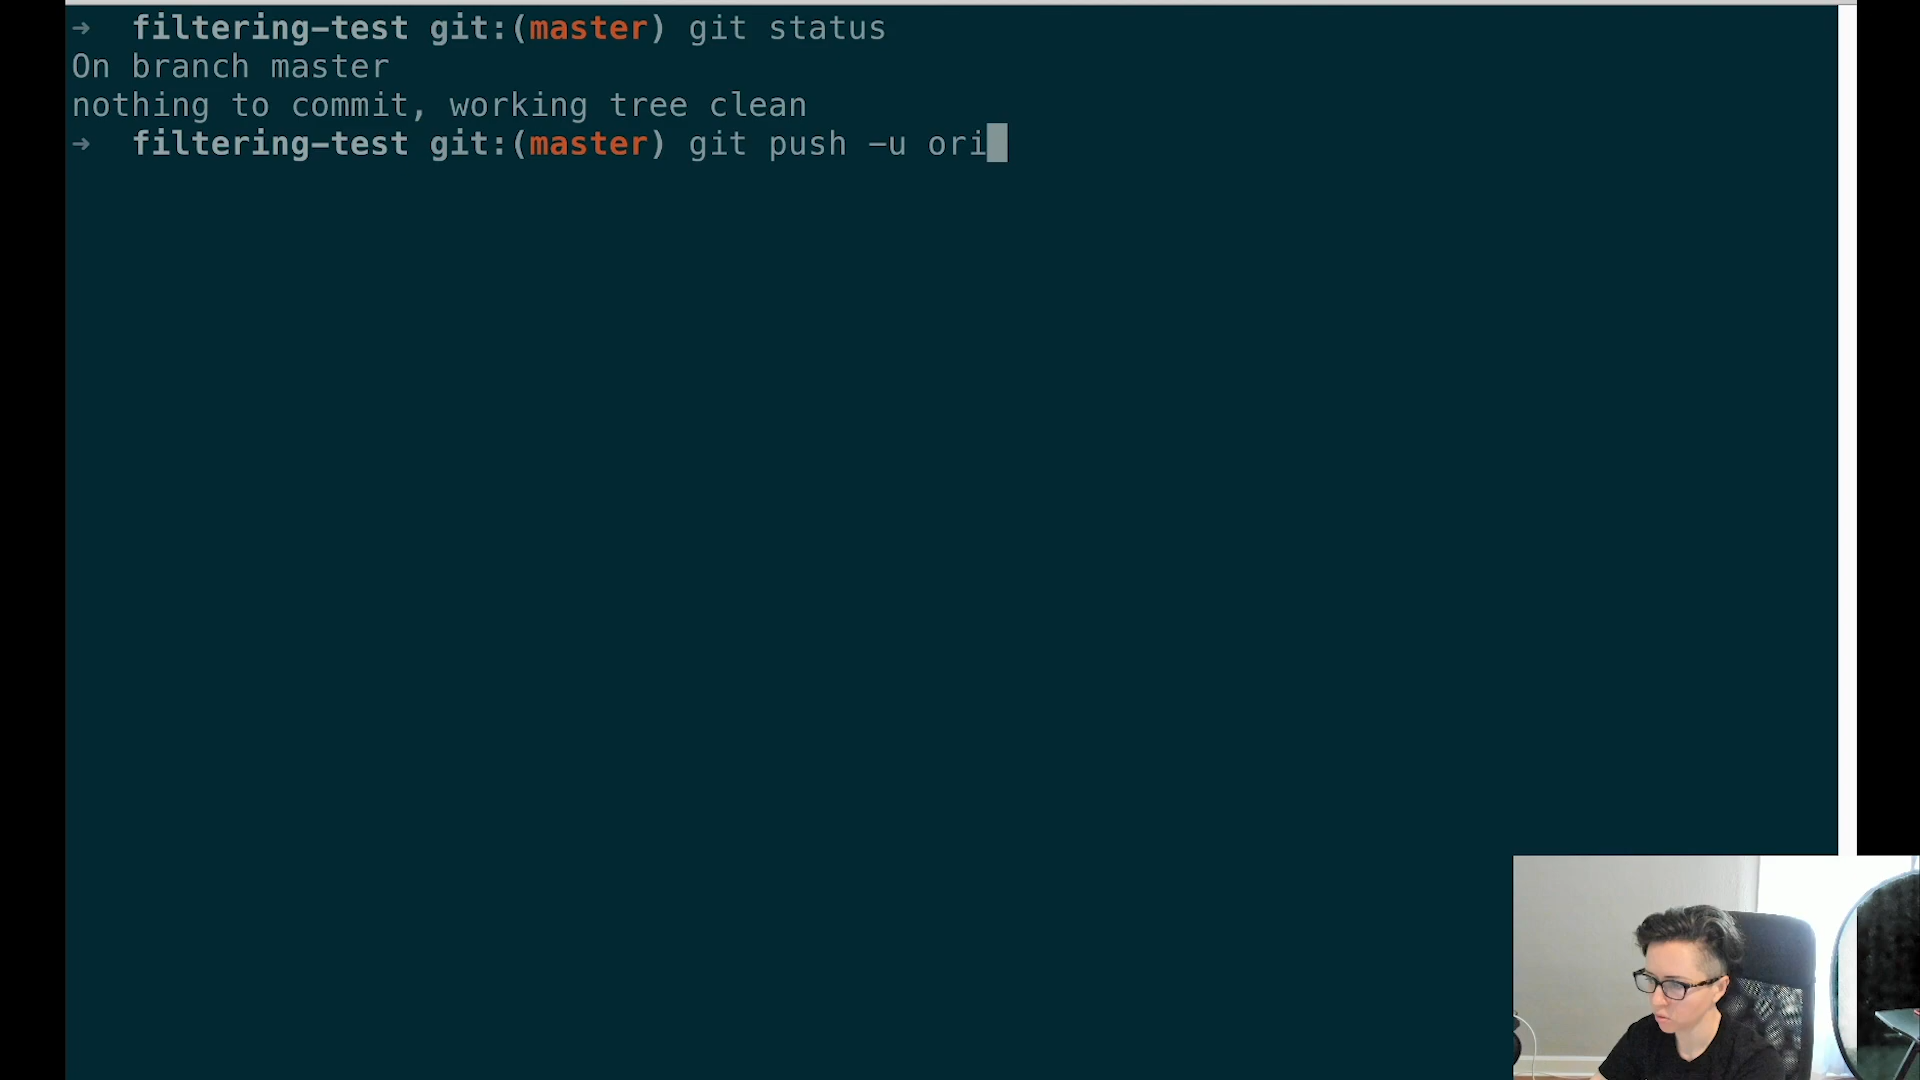 → filtering-test git:(master) git status
On branch master
nothing to commit, working tree clean
→ filtering-test git:(master) git push -u ori